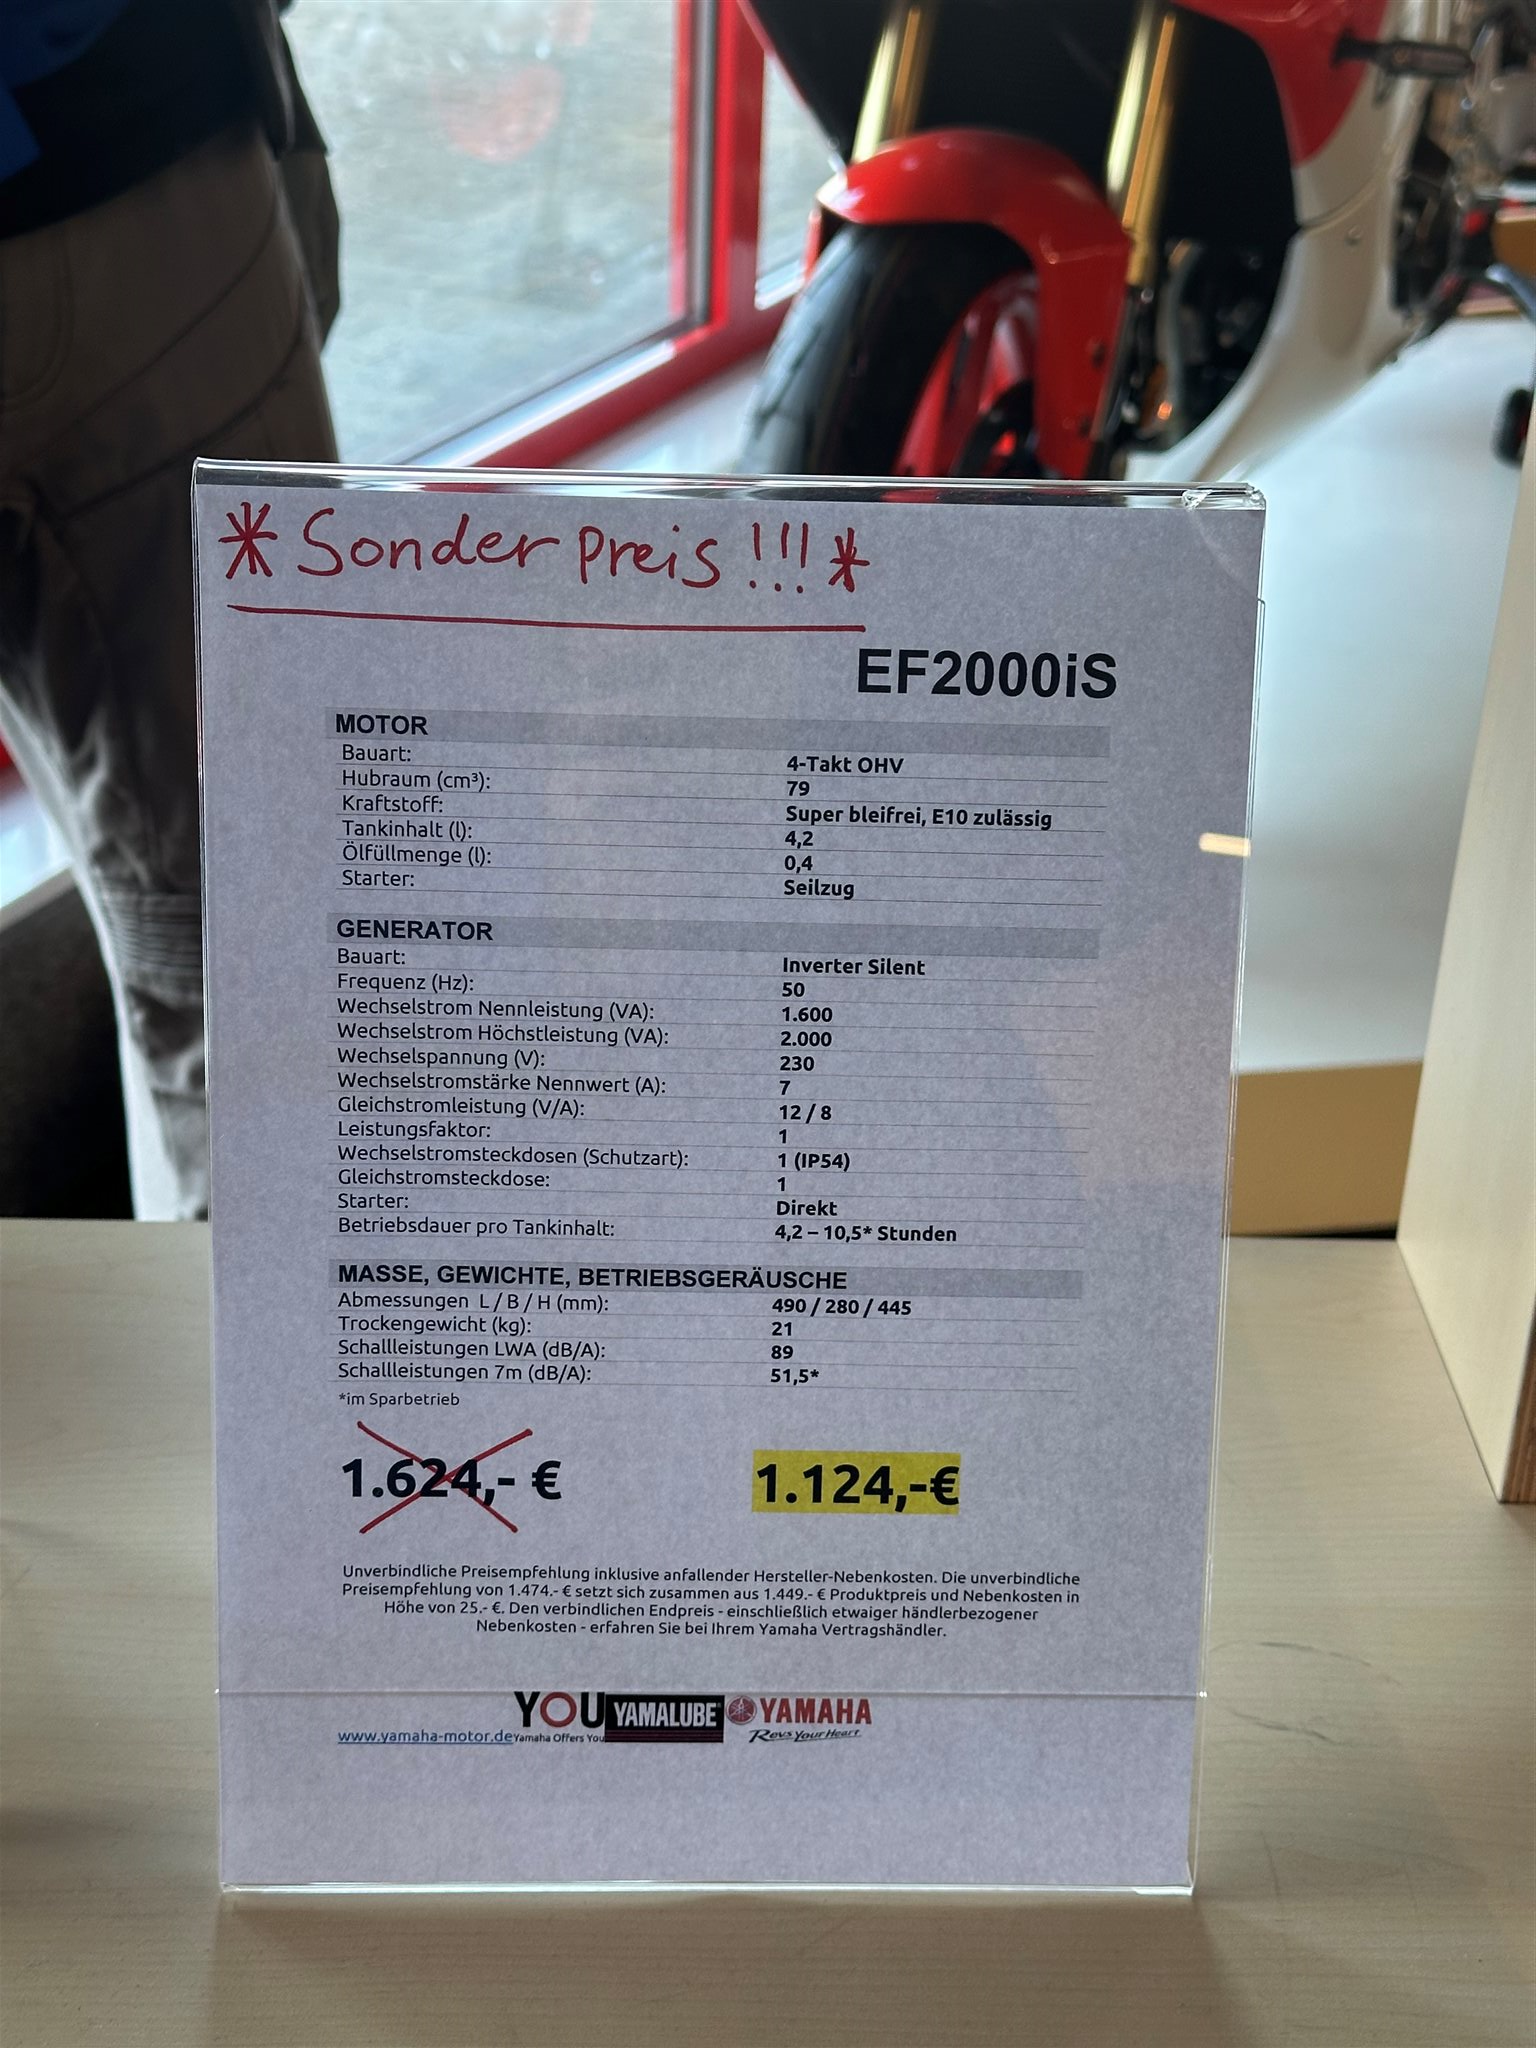 *Sonderpreis!!!*
EF2000iS
MOTOR
Bauart: 4-Takt OHV
Hubraum (cm³): 79
Kraftstoff: Super bleifrei, E10 zulässig
Tankinhalt (l): 4,2
Ölfüllmenge (l): 0,4
Starter: Seilzug
GENERATOR
Bauart: Inverter Silent
Frequenz (Hz): 50
Wechselstrom Nennleistung (VA): 1.600
Wechselstrom Höchstleistung (VA): 2.000
Wechselspannung (V): 230
Wechselstromstärke Nennwert (A): 7
Gleichstromleistung (V/A): 12 / 8
Leistungsfaktor: 1
Wechselstromsteckdosen (Schutzart): 1 (IP54)
Gleichstromsteckdose: 1
Starter: Direkt
Betriebsdauer pro Tankinhalt: 4,2 – 10,5* Stunden
MASSE, GEWICHTE, BETRIEBSGERÄUSCHE
Abmessungen L / B / H (mm): 490 / 280 / 445
Trockengewicht (kg): 21
Schallleistungen LWA (dB/A): 89
Schallleistungen 7m (dB/A): 51,5*
*im Sparbetrieb
1.624,- € 1.124,-€
Unverbindliche Preisempfehlung inklusive anfallender Hersteller-Nebenkosten. Die unverbindliche
Preisempfehlung von 1.474.- € setzt sich zusammen aus 1.449.- € Produktpreis und Nebenkosten in
Höhe von 25.- €. Den verbindlichen Endpreis - einschließlich etwaiger händlerbezogener
Nebenkosten - erfahren Sie bei Ihrem Yamaha Vertragshändler.
YOU YAMALUBE YAMAHA
www.yamaha-motor.de Yamaha Offers You Revs Your Heart